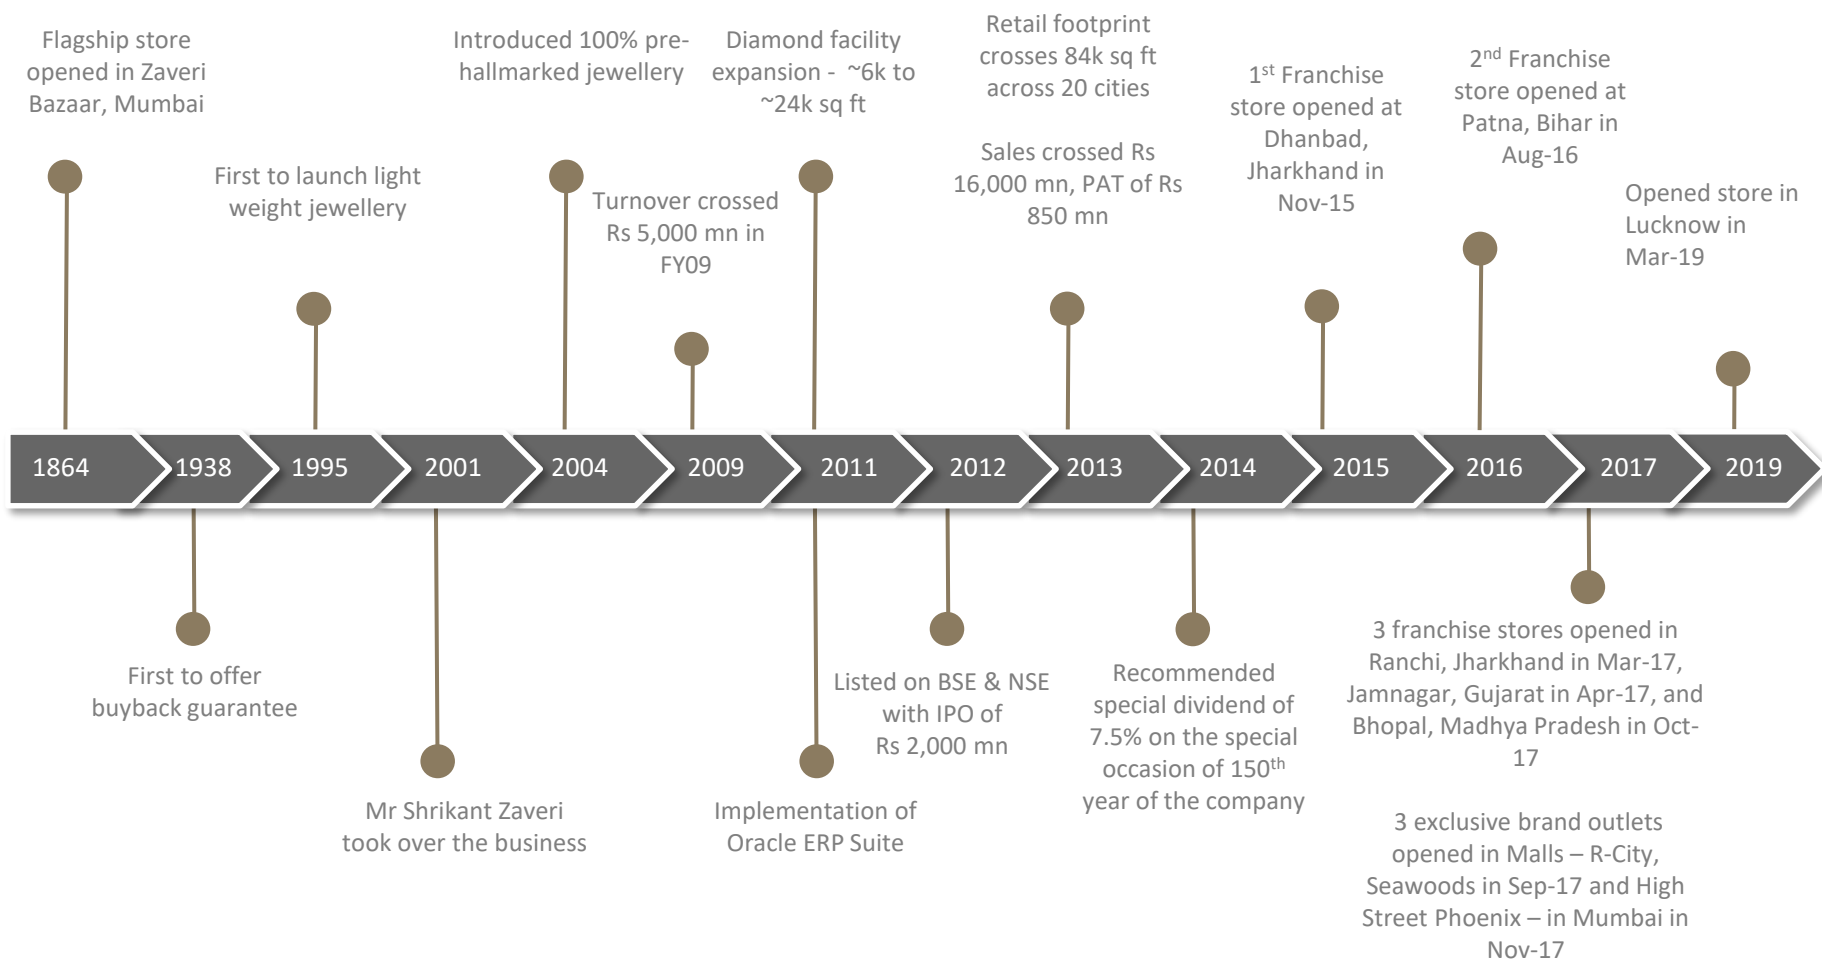 Flagship store
opened in Zaveri
Bazaar, Mumbai
First to launch light
weight jewellery
Introduced 100% pre-
hallmarked jewellery
Turnover crossed
Rs 5,000 mn in
FY09
Diamond facility
expansion -  ~6k to
~24k sq ft
Retail footprint
crosses 84k sq ft
across 20 cities
Sales crossed Rs
16,000 mn, PAT of Rs
850 mn
1st Franchise
store opened at
Dhanbad,
Jharkhand in
Nov-15
2nd Franchise
store opened at
Patna, Bihar in
Aug-16
Opened store in
Lucknow in
Mar-19
1864 1938 1995 2001 2004 2009 2011 2012 2013 2014 2015 2016 2017 2019
First to offer
buyback guarantee
Mr Shrikant Zaveri
took over the business
Implementation of
Oracle ERP Suite
Listed on BSE & NSE
with IPO of
Rs 2,000 mn
Recommended
special dividend of
7.5% on the special
occasion of 150th
year of the company
3 franchise stores opened in
Ranchi, Jharkhand in Mar-17,
Jamnagar, Gujarat in Apr-17, and
Bhopal, Madhya Pradesh in Oct-
17
3 exclusive brand outlets
opened in Malls – R-City,
Seawoods in Sep-17 and High
Street Phoenix – in Mumbai in
Nov-17